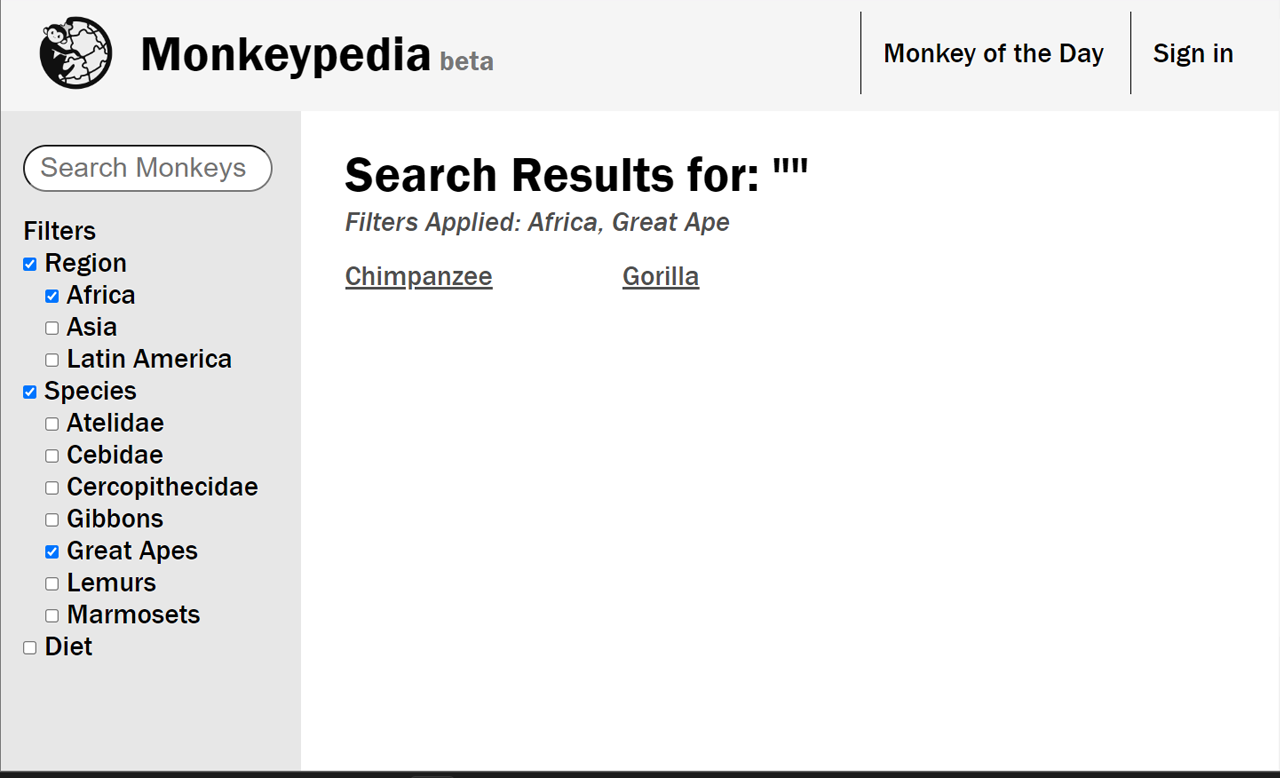 Monkeypedia beta
Monkey of the Day
Sign in
Search Monkeys
Filters
Region
Africa
Asia
Latin America
Species
Atelidae
Cebidae
Cercopithecidae
Gibbons
Great Apes
Lemurs
Marmosets
Diet
Search Results for: ""
Filters Applied: Africa, Great Ape
Chimpanzee Gorilla